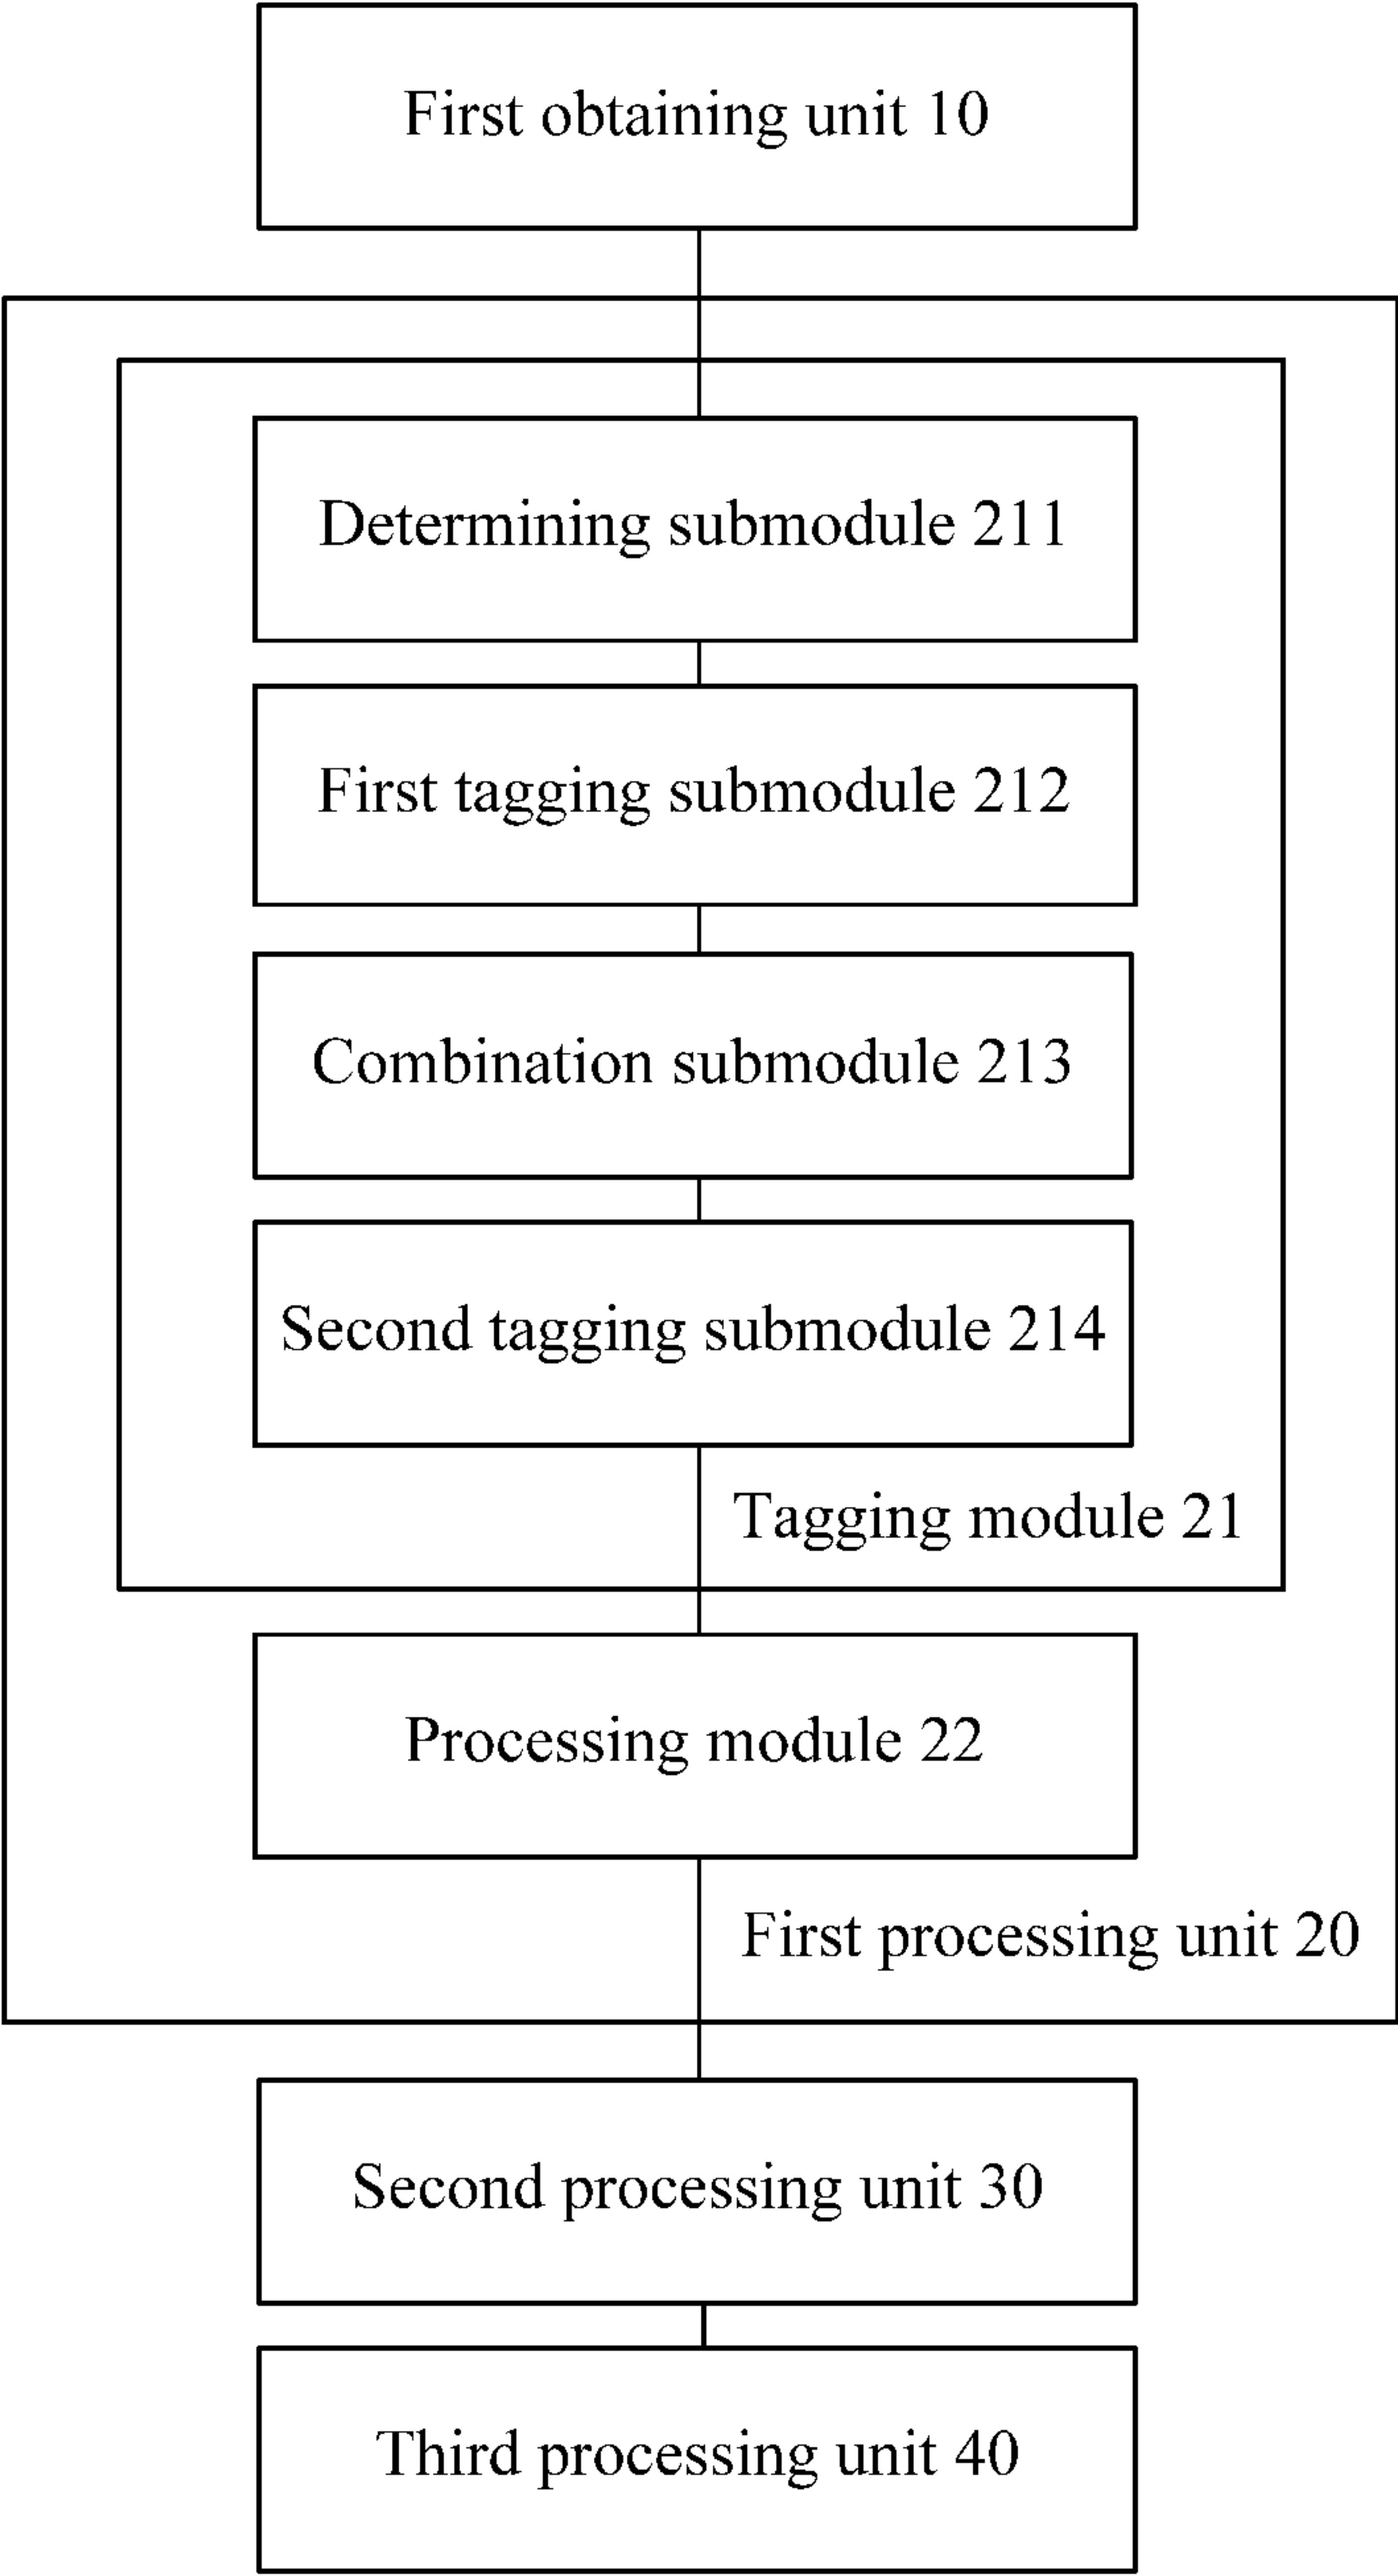 First obtaining unit 10
Determining submodule 211
First tagging submodule 212
Combination submodule 213
Second tagging submodule 214
Tagging module 21
Processing module 22
First processing unit 20
Second processing unit 30
Third processing unit 40